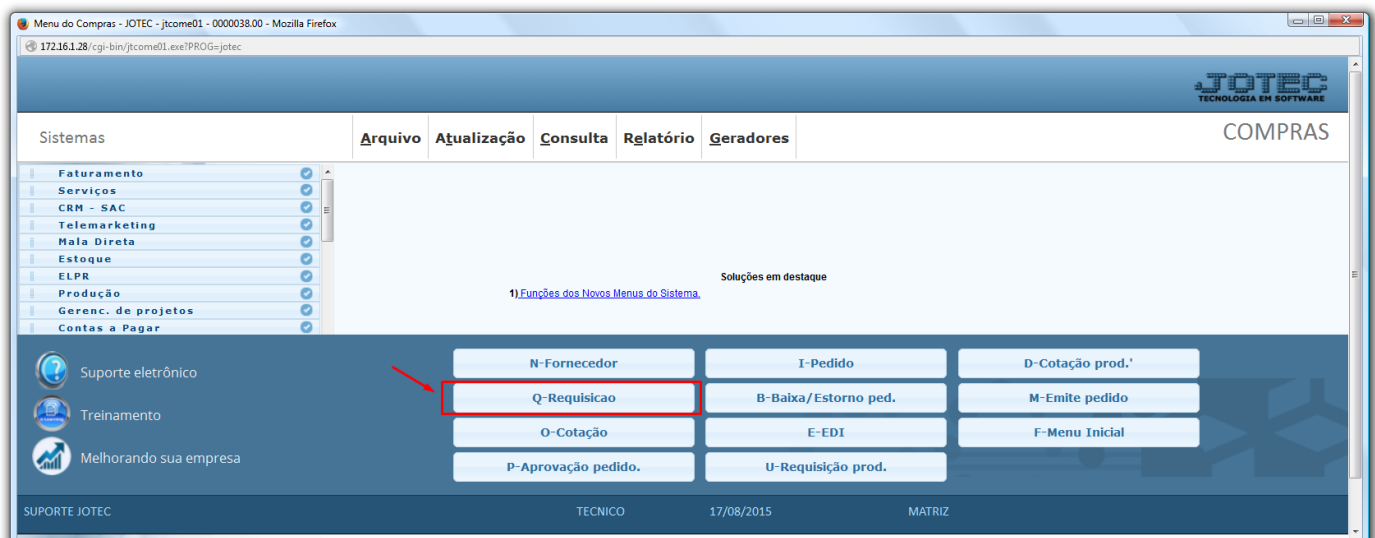 Menu do Compras - JOTEC - jtcome01 - 0000038.00 - Mozilla Firefox
172.16.1.28/cgi-bin/jtcome01.exe?PROG=jotec
JOTEC
TECNOLOGIA EM SOFTWARE
Sistemas
Arquivo Atualização Consulta Relatório Geradores
COMPRAS
Faturamento
Serviços
CRM - SAC
Telemarketing
Mala Direta
Estoque
ELPR
Produção
Gerenc. de projetos
Contas a Pagar
Soluções em destaque
1) Funções dos Novos Menus do Sistema.
Suporte eletrônico
Treinamento
Melhorando sua empresa
N-Fornecedor I-Pedido D-Cotação prod.'
Q-Requisicao B-Baixa/Estorno ped. M-Emite pedido
O-Cotação E-EDI F-Menu Inicial
P-Aprovação pedido. U-Requisição prod.
SUPORTE JOTEC TECNICO 17/08/2015 MATRIZ